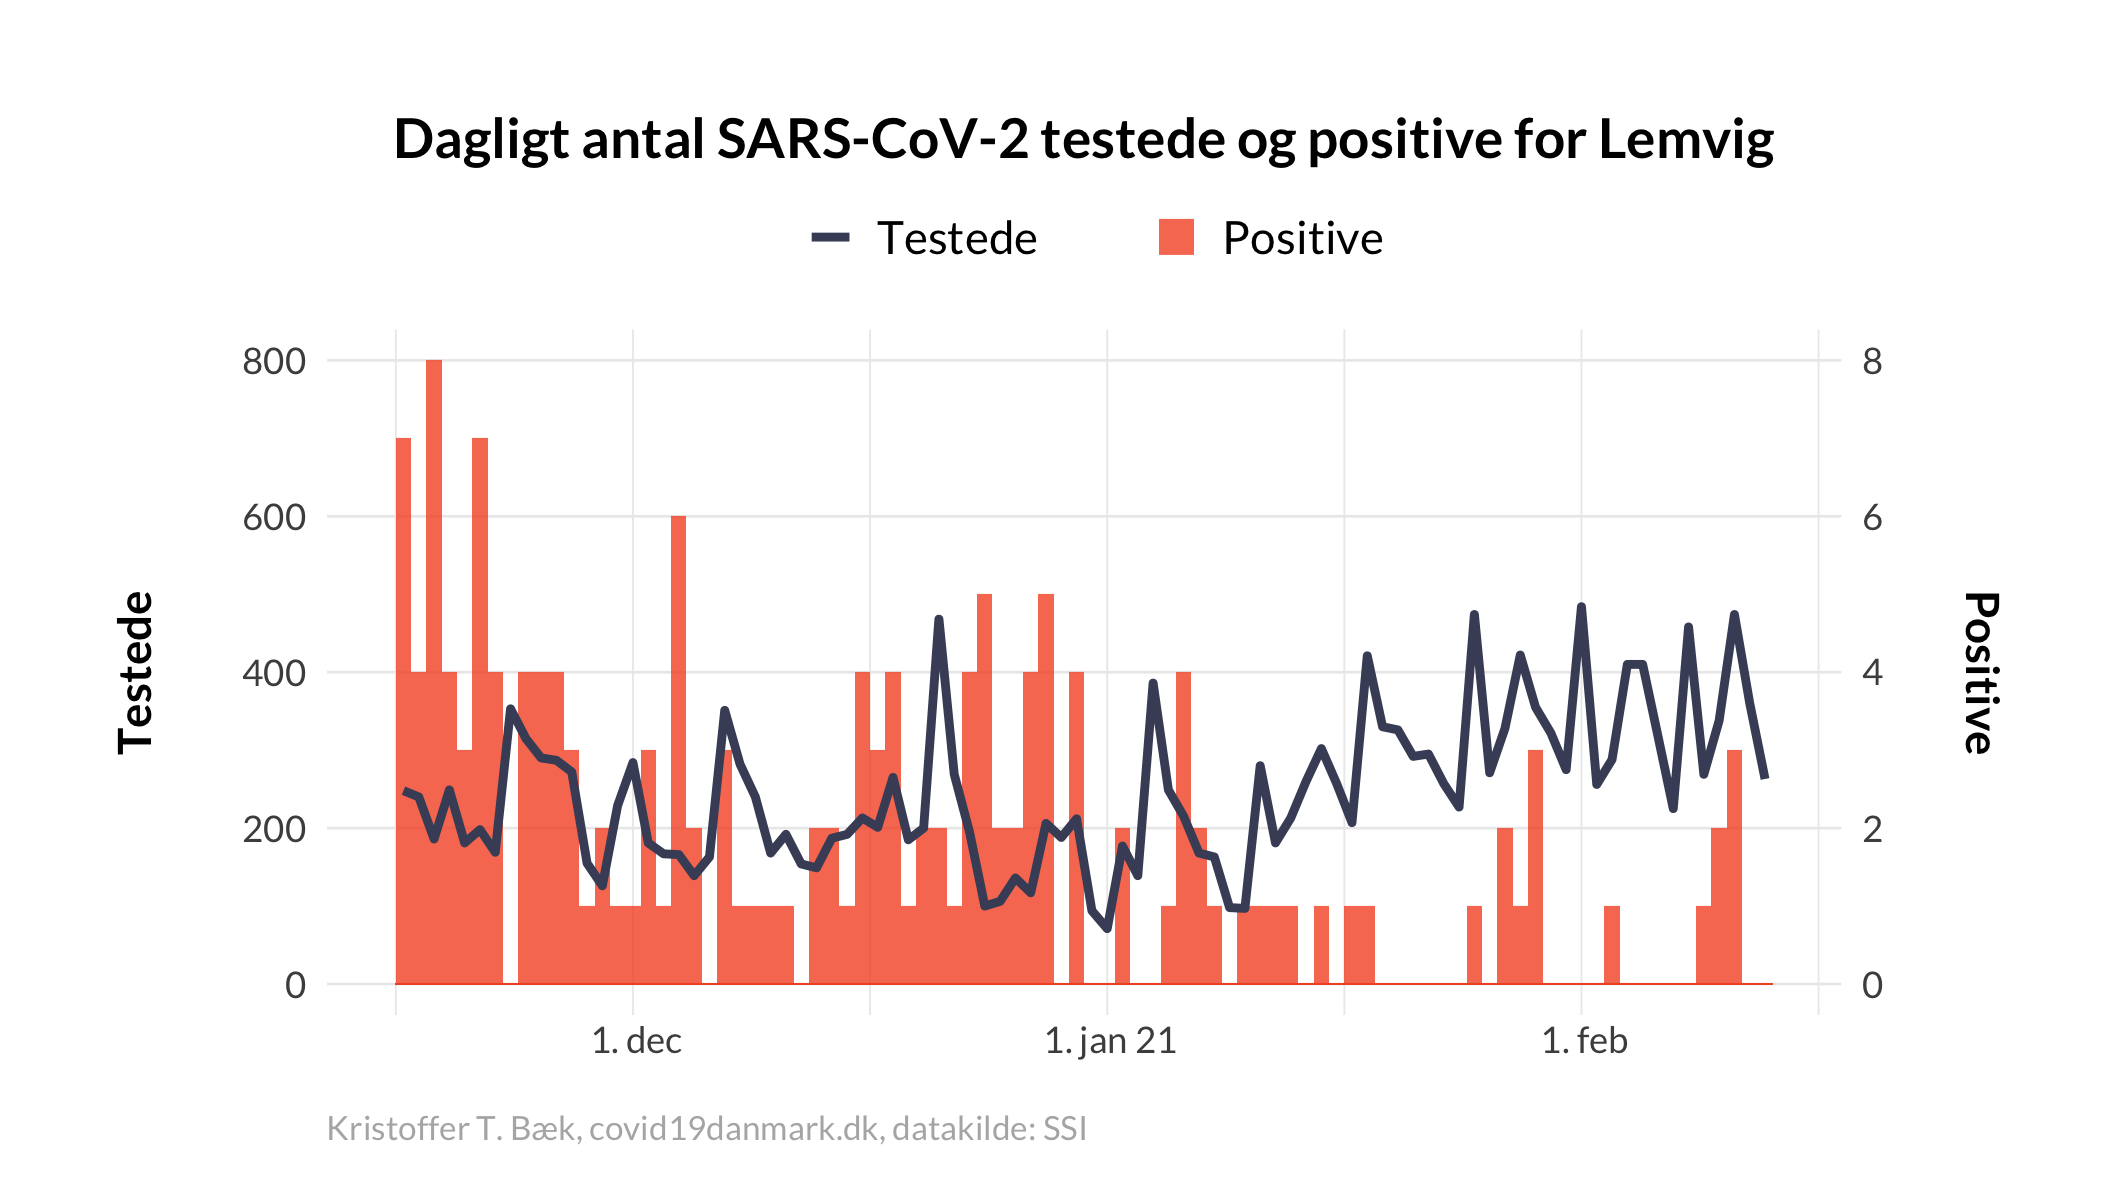 Dagligt antal SARS-CoV-2 testede og positive for Lemvig
Testede
Positive
800
600
400
200
0
8
6
4
2
0
Testede
Positive
1. dec
1. jan 21
1. feb
Kristoffer T. Bæk, covid19danmark.dk, datakilde: SSI